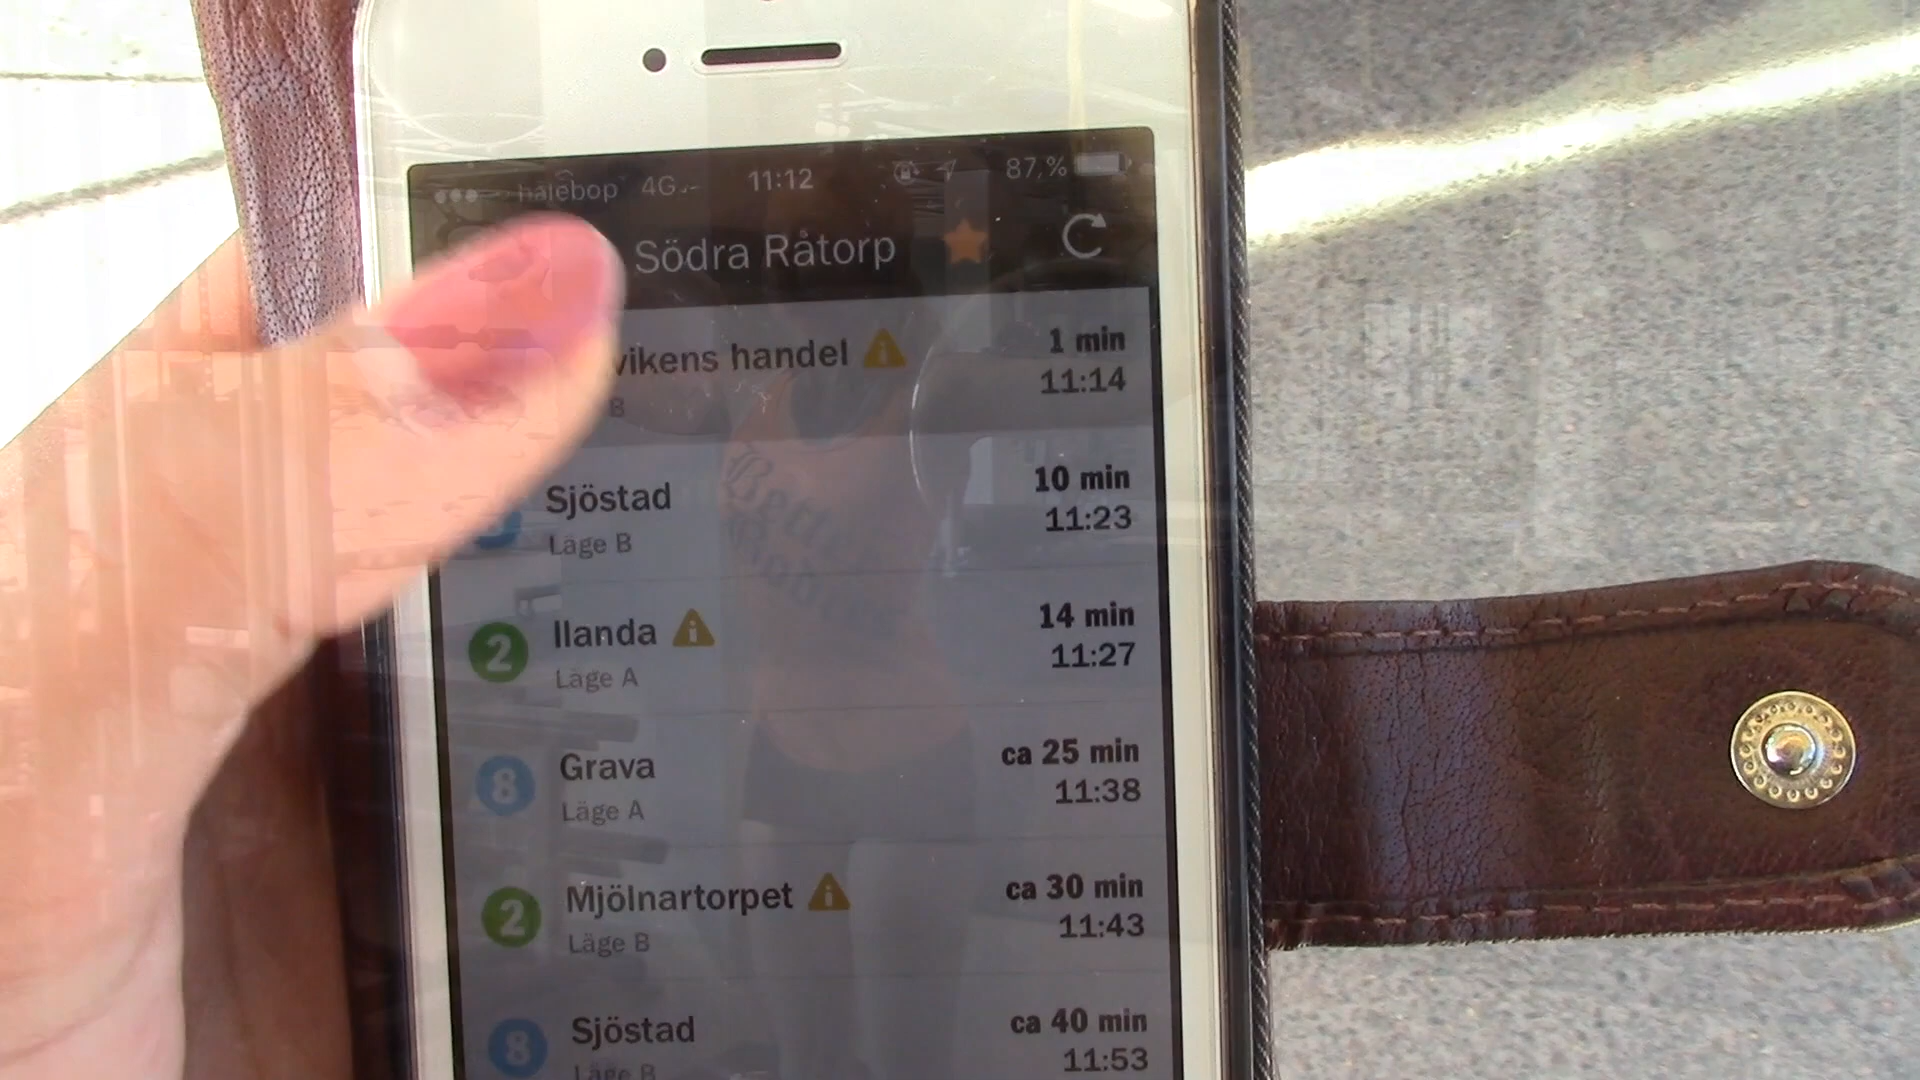 halebop 4G 11:12 87 %
Södra Råtorp
vikens handel 1 min
11:14
B
Sjöstad 10 min
11:23
Läge B
2 Ilanda 14 min
11:27
Läge A
8 Grava ca 25 min
11:38
Läge A
2 Mjölnartorpet ca 30 min
11:43
Läge B
8 Sjöstad ca 40 min
11:53
Läge B